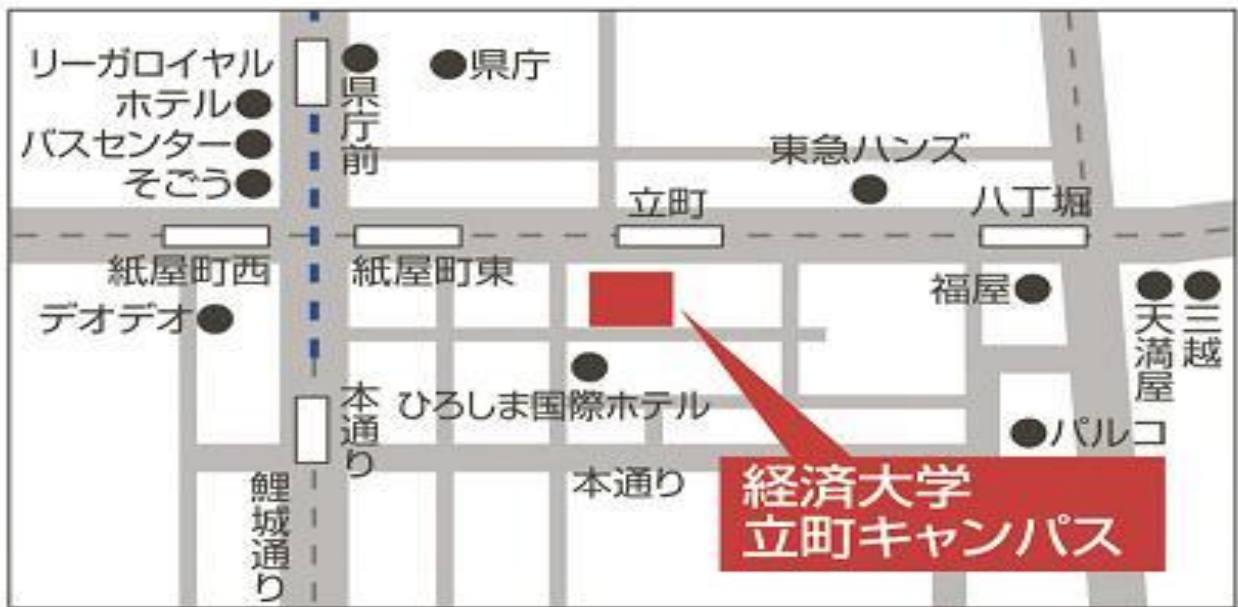 リーガロイヤル
ホテル
バスセンター
そごう
県庁前
県庁
東急ハンズ
立町
八丁堀
紙屋町西
紙屋町東
デオデオ
福屋
天満屋
三越
ひろしま国際ホテル
本通り
パルコ
鯉城通り
本通り
経済大学
立町キャンパス